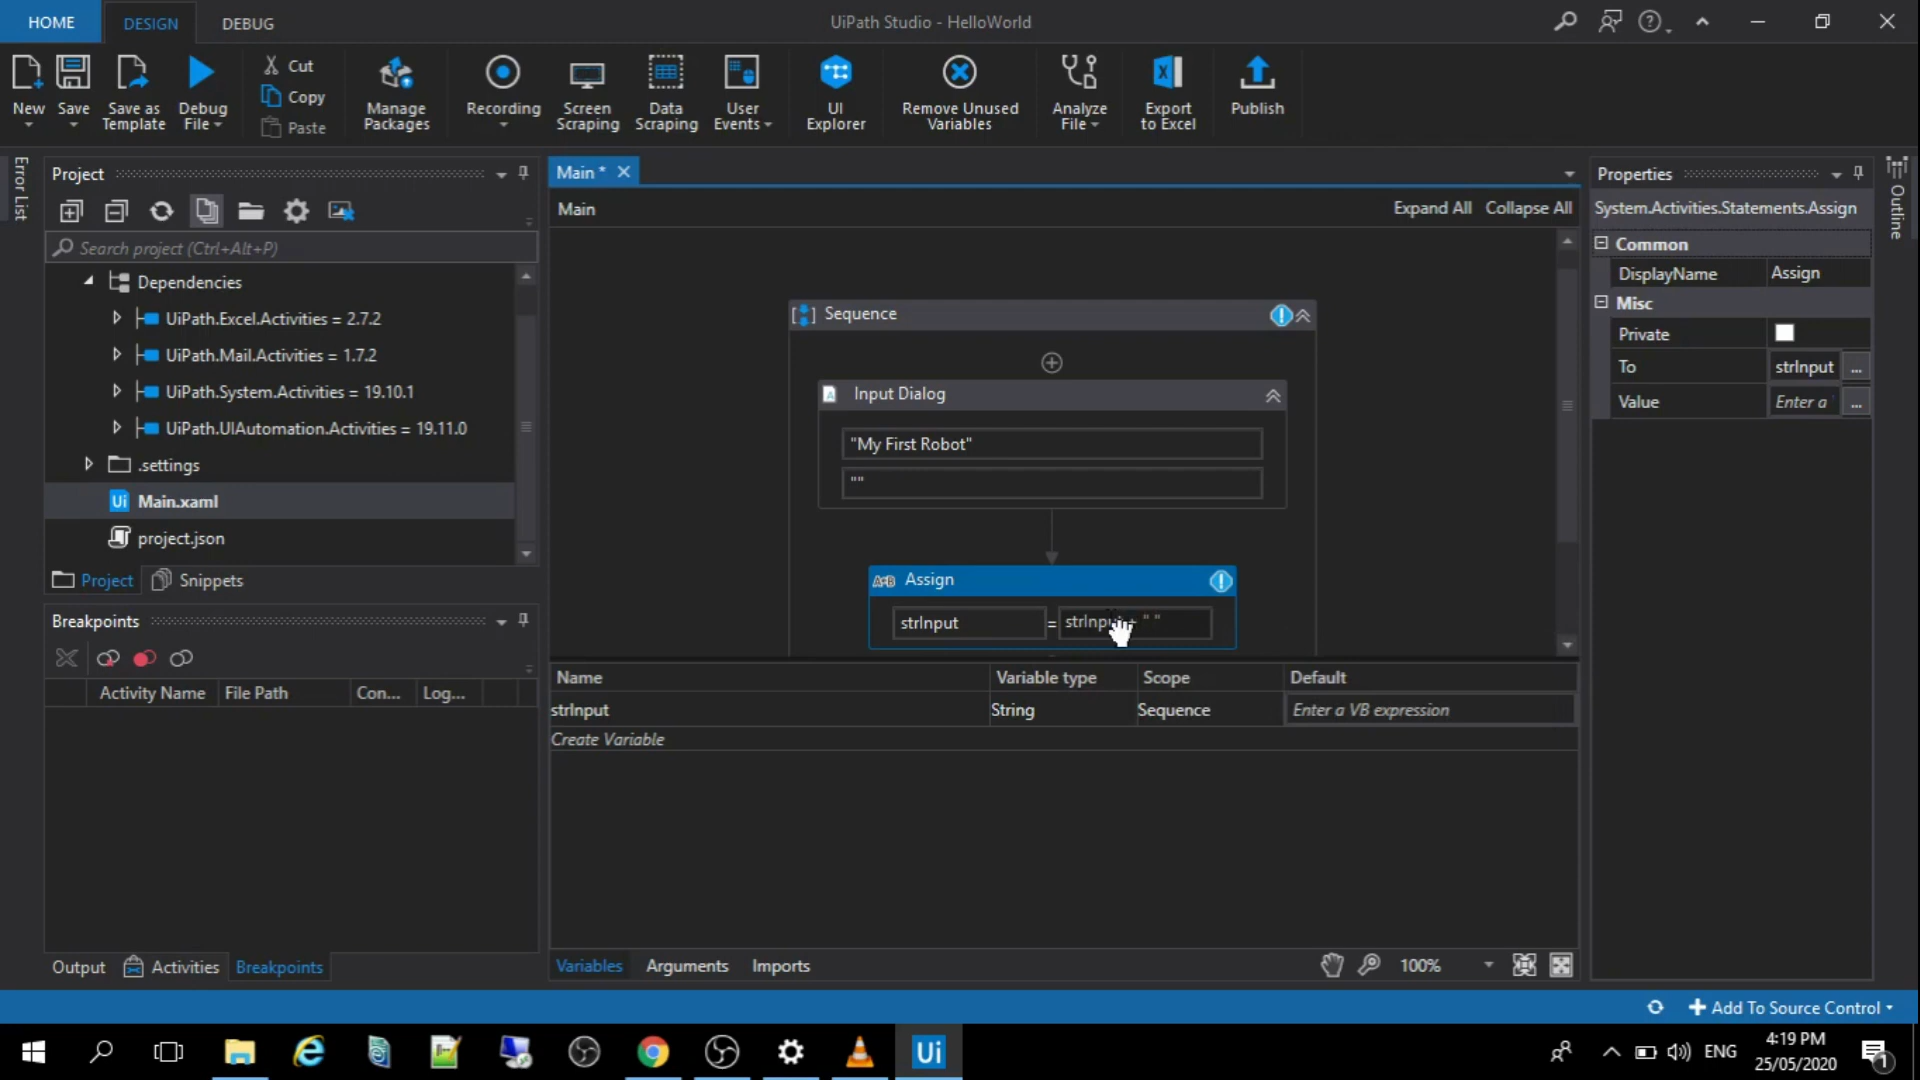 HOME DESIGN DEBUG UiPath Studio - HelloWorld
New Save Save as Template Debug File Cut Copy Paste Manage Packages Recording Screen Scraping Data Scraping User Events UI Explorer Remove Unused Variables Analyze File Export to Excel Publish
Error List
Project
Search project (Ctrl+Alt+P)
Dependencies
UiPath.Excel.Activities = 2.7.2
UiPath.Mail.Activities = 1.7.2
UiPath.System.Activities = 19.10.1
UiPath.UIAutomation.Activities = 19.11.0
.settings
Ui Main.xaml
project.json
Project Snippets
Breakpoints
Activity Name File Path Con... Log...
Output Activities Breakpoints
Main *
Main Expand All Collapse All
Sequence
Input Dialog
"My First Robot"
""
A*B Assign
strInput = strInput + " "
Name Variable type Scope Default
strInput String Sequence Enter a VB expression
Create Variable
Variables Arguments Imports 100%
Properties
System.Activities.Statements.Assign
Common
DisplayName Assign
Misc
Private
To strInput ...
Value Enter a ...
Outline
Add To Source Control
Ui ENG 4:19 PM
25/05/2020 1